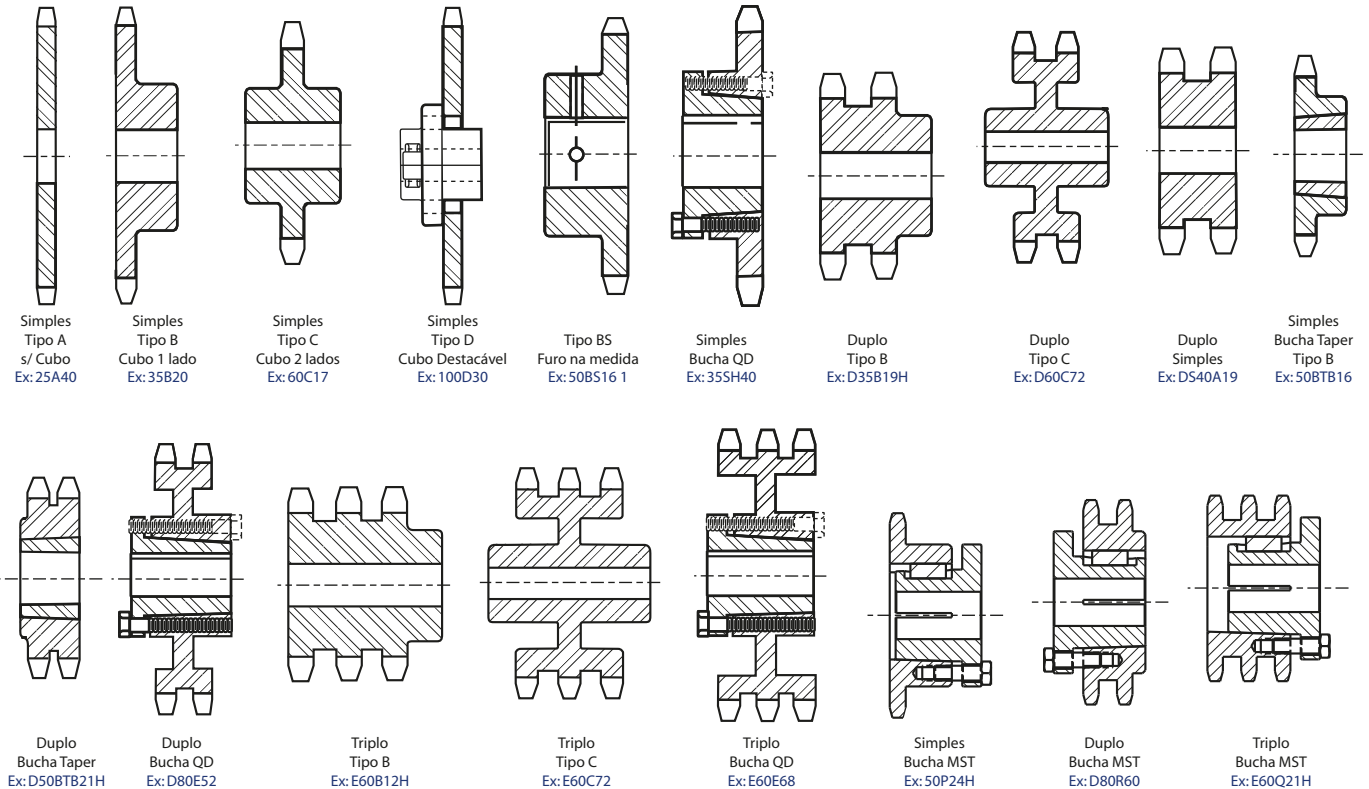 Simples
Tipo A
s/ Cubo
Ex: 25A40
Simples
Tipo B
Cubo 1 lado
Ex: 35B20
Simples
Tipo C
Cubo 2 lados
Ex: 60C17
Simples
Tipo D
Cubo Destacável
Ex: 100D30
Tipo BS
Furo na medida
Ex: 50BS16 1
Simples
Bucha QD
Ex: 35SH40
Duplo
Tipo B
Ex: D35B19H
Duplo
Tipo C
Ex: D60C72
Duplo
Simples
Ex: DS40A19
Simples
Bucha Taper
Tipo B
Ex: 50BTB16
Duplo
Bucha Taper
Ex: D50BTB21H
Duplo
Bucha QD
Ex: D80E52
Triplo
Tipo B
Ex: E60B12H
Triplo
Tipo C
Ex: E60C72
Triplo
Bucha QD
Ex: E60E68
Simples
Bucha MST
Ex: 50P24H
Duplo
Bucha MST
Ex: D80R60
Triplo
Bucha MST
Ex: E60Q21H